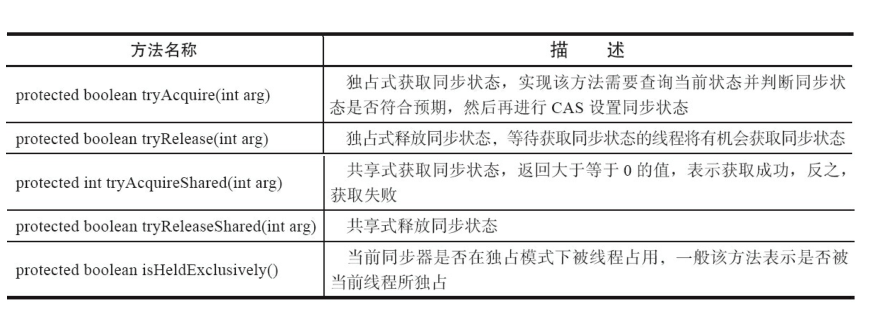 方法名称 描 述
protected boolean tryAcquire(int arg) 独占式获取同步状态，实现该方法需要查询当前状态并判断同步状
态是否符合预期，然后再进行 CAS 设置同步状态
protected boolean tryRelease(int arg) 独占式释放同步状态，等待获取同步状态的线程将有机会获取同步状态
protected int tryAcquireShared(int arg) 共享式获取同步状态，返回大于等于 0 的值，表示获取成功，反之，
获取失败
protected boolean tryReleaseShared(int arg) 共享式释放同步状态
protected boolean isHeldExclusively() 当前同步器是否在独占模式下被线程占用，一般该方法表示是否被
当前线程所独占